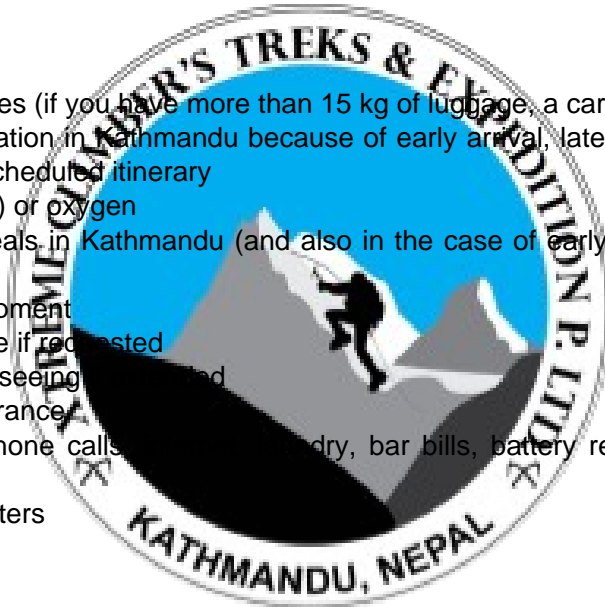 EXTREME CLIMBER'S TREKS & EXPEDITION P. LTD.
es (if you have more than 15 kg of luggage, a car
ation in Kathmandu because of early arrival, late
cheduled itinerary
) or oxygen
eals in Kathmandu (and also in the case of early
oment
e if requested
seeing
rance
hone calls, dry, bar bills, battery re
ters
KATHMANDU, NEPAL